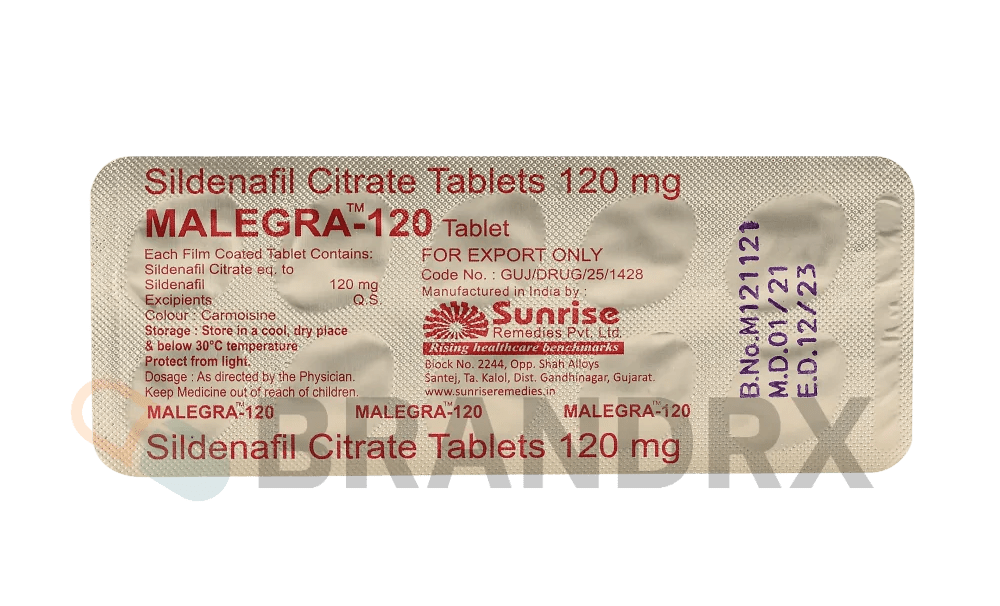 Sildenafil Citrate Tablets 120 mg
MALEGRA™-120 Tablet
Each Film Coated Tablet Contains:
Sildenafil Citrate eq. to
Sildenafil 120 mg
Excipients Q.S.
Colour : Carmoisine
Storage : Store in a cool, dry place
& below 30°C temperature
Protect from light.
Dosage : As directed by the Physician.
Keep Medicine out of reach of children.
FOR EXPORT ONLY
Code No. : GUJ/DRUG/25/1428
Manufactured in India by :
Sunrise
Remedies Pvt. Ltd.
Rising healthcare benchmarks
Block No. 2244, Opp. Shah Alloys
Santej, Ta. Kalol, Dist. Gandhinagar, Gujarat.
www.sunriseremedies.in
MALEGRA™-120 MALEGRA™-120 MALEGRA™-120
Sildenafil Citrate Tablets 120 mg
B.No.M121121
M.D.01/21
E.D.12/23
BRANDRX